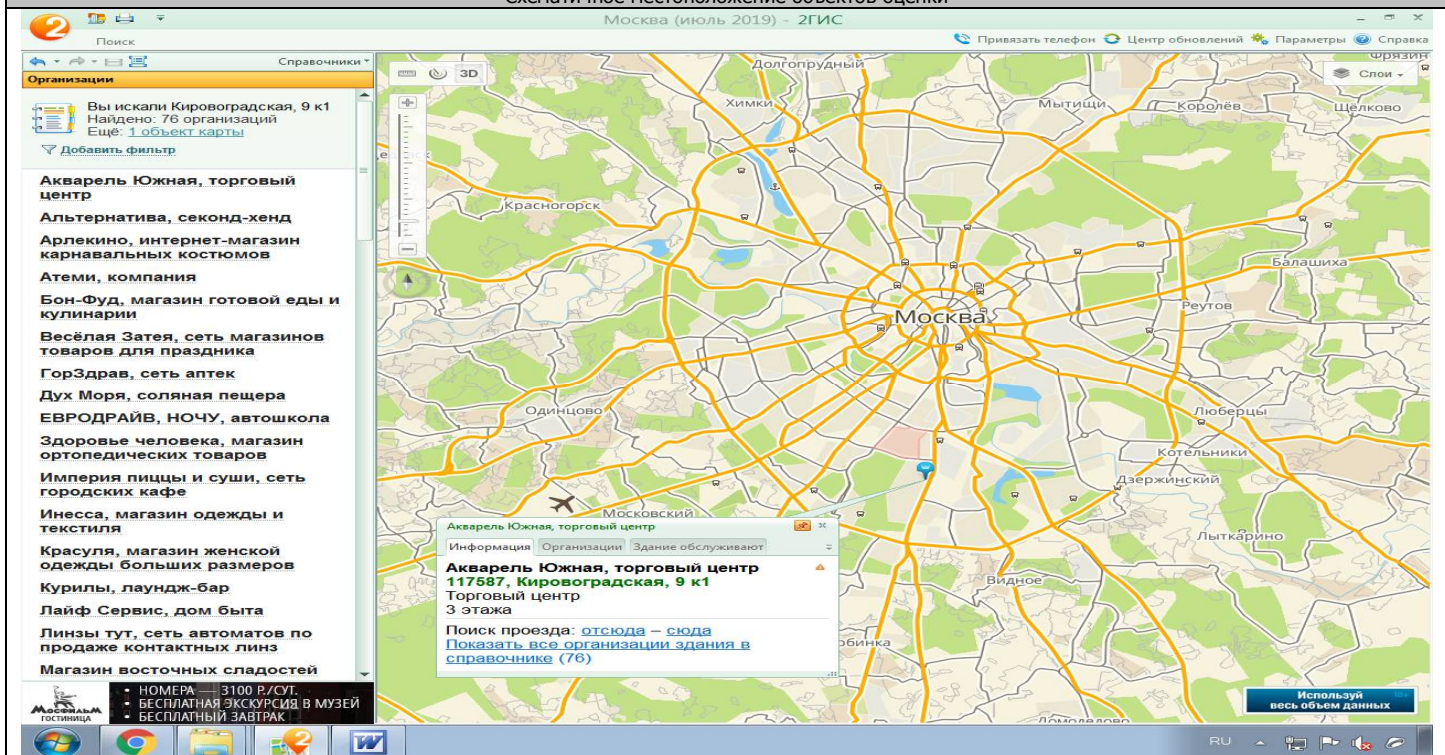 Схематичное местоположение объектов оценки
Москва (июль 2019) - 2ГИС
Поиск
Привязать телефон Центр обновлений Параметры Справка
Справочники
Организации
Вы искали Кировоградская, 9 к1
Найдено: 76 организаций
Ещё: 1 объект карты
Добавить фильтр
Акварель Южная, торговый
центр
Альтернатива, секонд-хенд
Арлекино, интернет-магазин
карнавальных костюмов
Атеми, компания
Бон-Фуд, магазин готовой еды и
кулинарии
Весёлая Затея, сеть магазинов
товаров для праздника
ГорЗдрав, сеть аптек
Дух Моря, соляная пещера
ЕВРОДРАЙВ, НОЧУ, автошкола
Здоровье человека, магазин
ортопедических товаров
Империя пиццы и суши, сеть
городских кафе
Инесса, магазин одежды и
текстиля
Красуля, магазин женской
одежды больших размеров
Курилы, лаундж-бар
Лайф Сервис, дом быта
Линзы тут, сеть автоматов по
продаже контактных линз
Магазин восточных сладостей
Мосфильм
ГОСТИНИЦА
НОМЕРА — 3100 Р./СУТ.
БЕСПЛАТНАЯ ЭКСКУРСИЯ В МУЗЕЙ
БЕСПЛАТНЫЙ ЗАВТРАК
3D
Слои
Долгопрудный
Химки
Мытищи
Королёв
Щёлково
Красногорск
Балашиха
Реутов
Москва
Одинцово
Люберцы
Котельники
Дзержинский
Московский
Лыткарино
Видное
Домодедово
Акварель Южная, торговый центр
Информация Организации Здание обслуживают
Акварель Южная, торговый центр
117587, Кировоградская, 9 к1
Торговый центр
3 этажа
Поиск проезда: отсюда – сюда
Показать все организации здания в
справочнике (76)
Используй
весь объем данных
RU